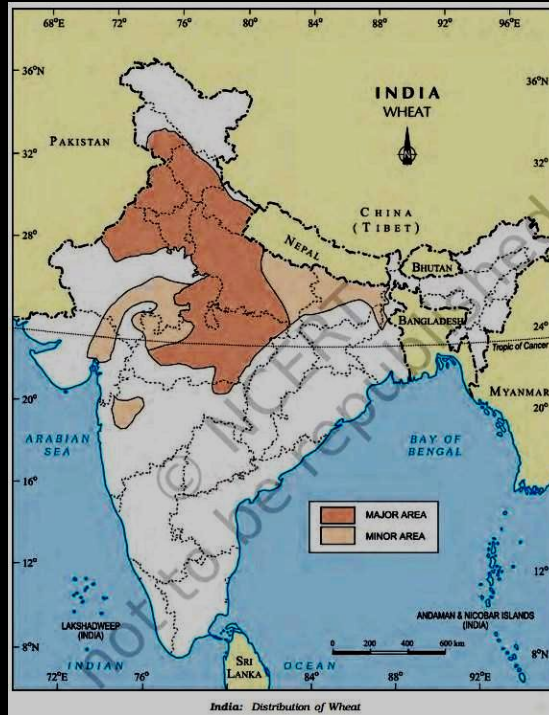 68°E 72° 76° 80° 84° 88° 92° 96°E
36°N
36°N
INDIA
WHEAT
N
PAKISTAN
32°
32°
CHINA
(TIBET)
28°
28°
NEPAL
BHUTAN
BANGLADESH
24°
Tropic of Cancer
MYANMAR
20°
20°
ARABIAN
SEA
BAY OF
BENGAL
16°
16°
MAJOR AREA
MINOR AREA
12°
12°
LAKSHADWEEP
(INDIA)
ANDAMAN & NICOBAR ISLANDS
(INDIA)
8°N
8°N
0 200 400 600 km
INDIAN OCEAN
SRI
LANKA
72°E 76° 80° 84° 88° 92°E
India: Distribution of Wheat
© NCERT
not to be republished